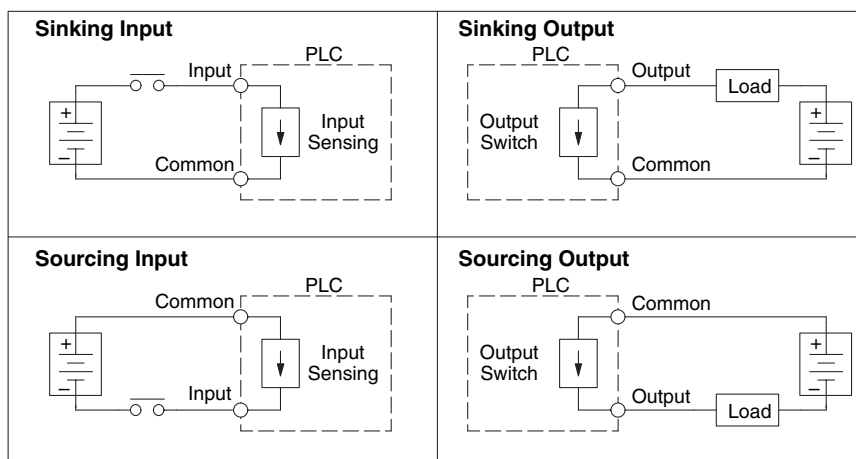 Sinking Input
PLC
Input
+
−
Input
Sensing
Common
Sinking Output
PLC
Output
Load
Output
Switch
+
−
Common
Sourcing Input
PLC
Common
+
−
Input
Sensing
Input
Sourcing Output
PLC
Common
Output
Switch
+
−
Output
Load